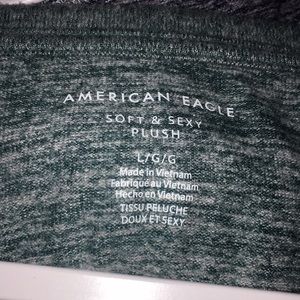 AMERICAN EAGLE
SOFT & SEXY
PLUSH
L/G/G
Made in Vietnam
Fabriqué au Vietnam
Hecho en Vietnam
TISSU PELUCHE
DOUX ET SEXY